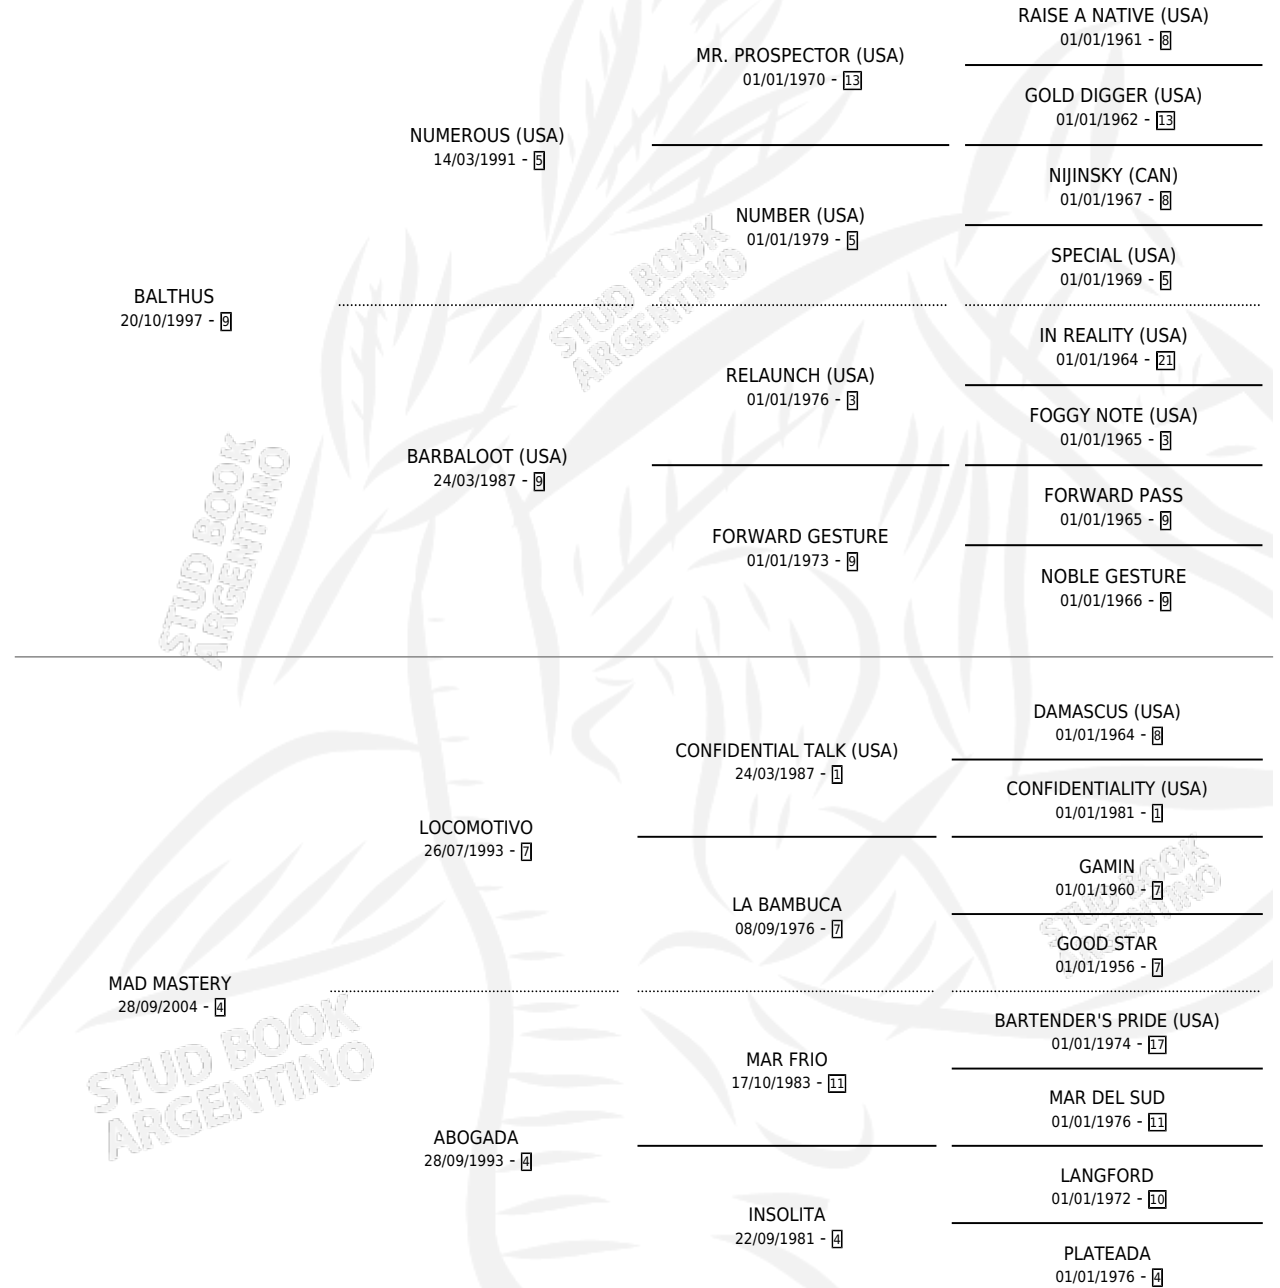 RAISE A NATIVE (USA)
01/01/1961 - 8
MR. PROSPECTOR (USA)
01/01/1970 - 13
GOLD DIGGER (USA)
01/01/1962 - 13
NUMEROUS (USA)
14/03/1991 - 5
NIJINSKY (CAN)
01/01/1967 - 8
NUMBER (USA)
01/01/1979 - 5
SPECIAL (USA)
01/01/1969 - 5
BALTHUS
20/10/1997 - 9
STUD BOOK
ARGENTINO
IN REALITY (USA)
01/01/1964 - 21
RELAUNCH (USA)
01/01/1976 - 3
FOGGY NOTE (USA)
01/01/1965 - 3
BARBALOOT (USA)
24/03/1987 - 9
FORWARD PASS
01/01/1965 - 9
FORWARD GESTURE
01/01/1973 - 9
NOBLE GESTURE
01/01/1966 - 9
STUD BOOK
ARGENTINO
DAMASCUS (USA)
01/01/1964 - 8
CONFIDENTIAL TALK (USA)
24/03/1987 - 1
CONFIDENTIALITY (USA)
01/01/1981 - 1
LOCOMOTIVO
26/07/1993 - 7
GAMIN
01/01/1960 - 7
LA BAMBUCA
08/09/1976 - 7
STUD BOOK
ARGENTINO
GOOD STAR
01/01/1956 - 7
MAD MASTERY
28/09/2004 - 4
STUD BOOK
ARGENTINO
BARTENDER'S PRIDE (USA)
01/01/1974 - 17
MAR FRIO
17/10/1983 - 11
MAR DEL SUD
01/01/1976 - 11
ABOGADA
28/09/1993 - 4
LANGFORD
01/01/1972 - 10
INSOLITA
22/09/1981 - 4
PLATEADA
01/01/1976 - 4